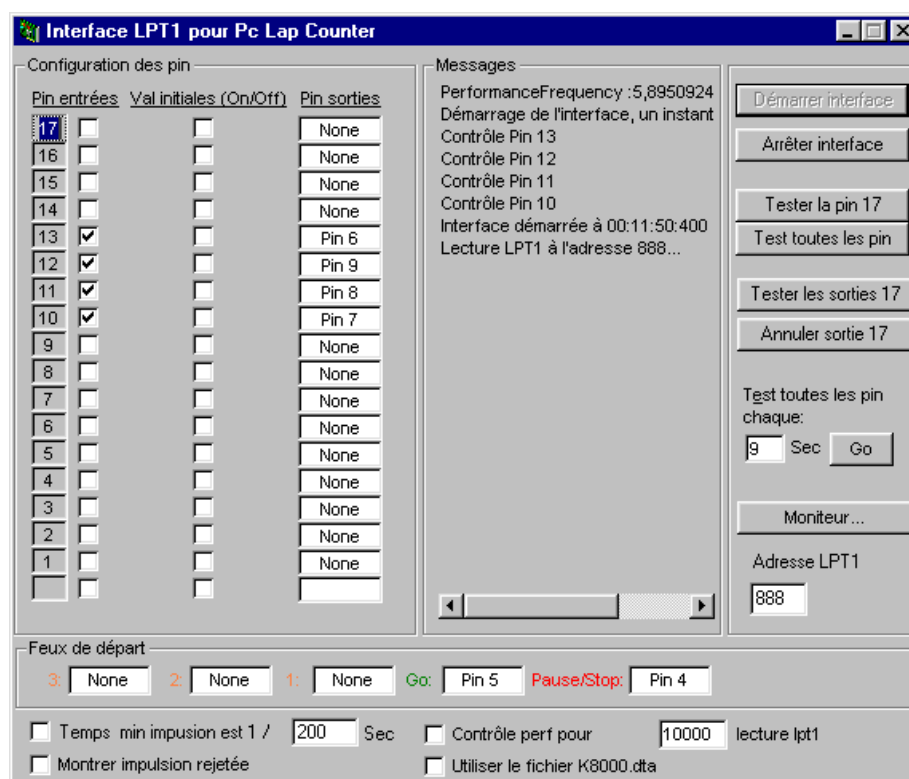 Interface LPT1 pour Pc Lap Counter
Configuration des pin
Pin entrées Val initiales (On/Off) Pin sorties
17 None
16 None
15 None
14 None
13 Pin 6
12 Pin 9
11 Pin 8
10 Pin 7
9 None
8 None
7 None
6 None
5 None
4 None
3 None
2 None
1 None
Messages
PerformanceFrequency :5,8950924
Démarrage de l'interface, un instant
Contrôle Pin 13
Contrôle Pin 12
Contrôle Pin 11
Contrôle Pin 10
Interface démarrée à 00:11:50:400
Lecture LPT1 à l'adresse 888...
Démarrer interface
Arrêter interface
Tester la pin 17
Test toutes les pin
Tester les sorties 17
Annuler sortie 17
Test toutes les pin
chaque:
9 Sec Go
Moniteur...
Adresse LPT1
888
Feux de départ
3: None 2: None 1: None Go: Pin 5 Pause/Stop: Pin 4
Temps min impusion est 1 / 200 Sec
Montrer impulsion rejetée
Contrôle perf pour 10000 lecture lpt1
Utiliser le fichier K8000.dta